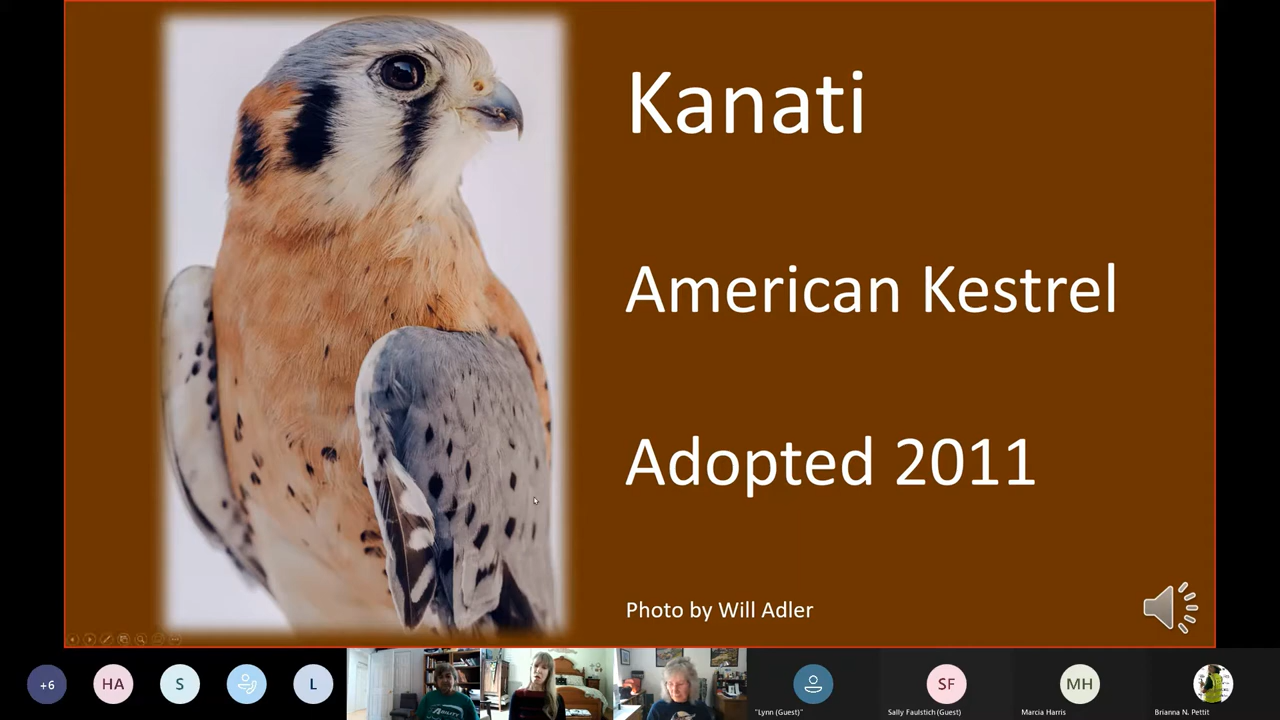 Kanati
American Kestrel
Adopted 2011
Photo by Will Adler
+6
HA
S
L
ABILITY
SF
MH
"Lynn (Guest)"
Sally Faulstich (Guest)
Marcia Harris
Brianna N. Pettit